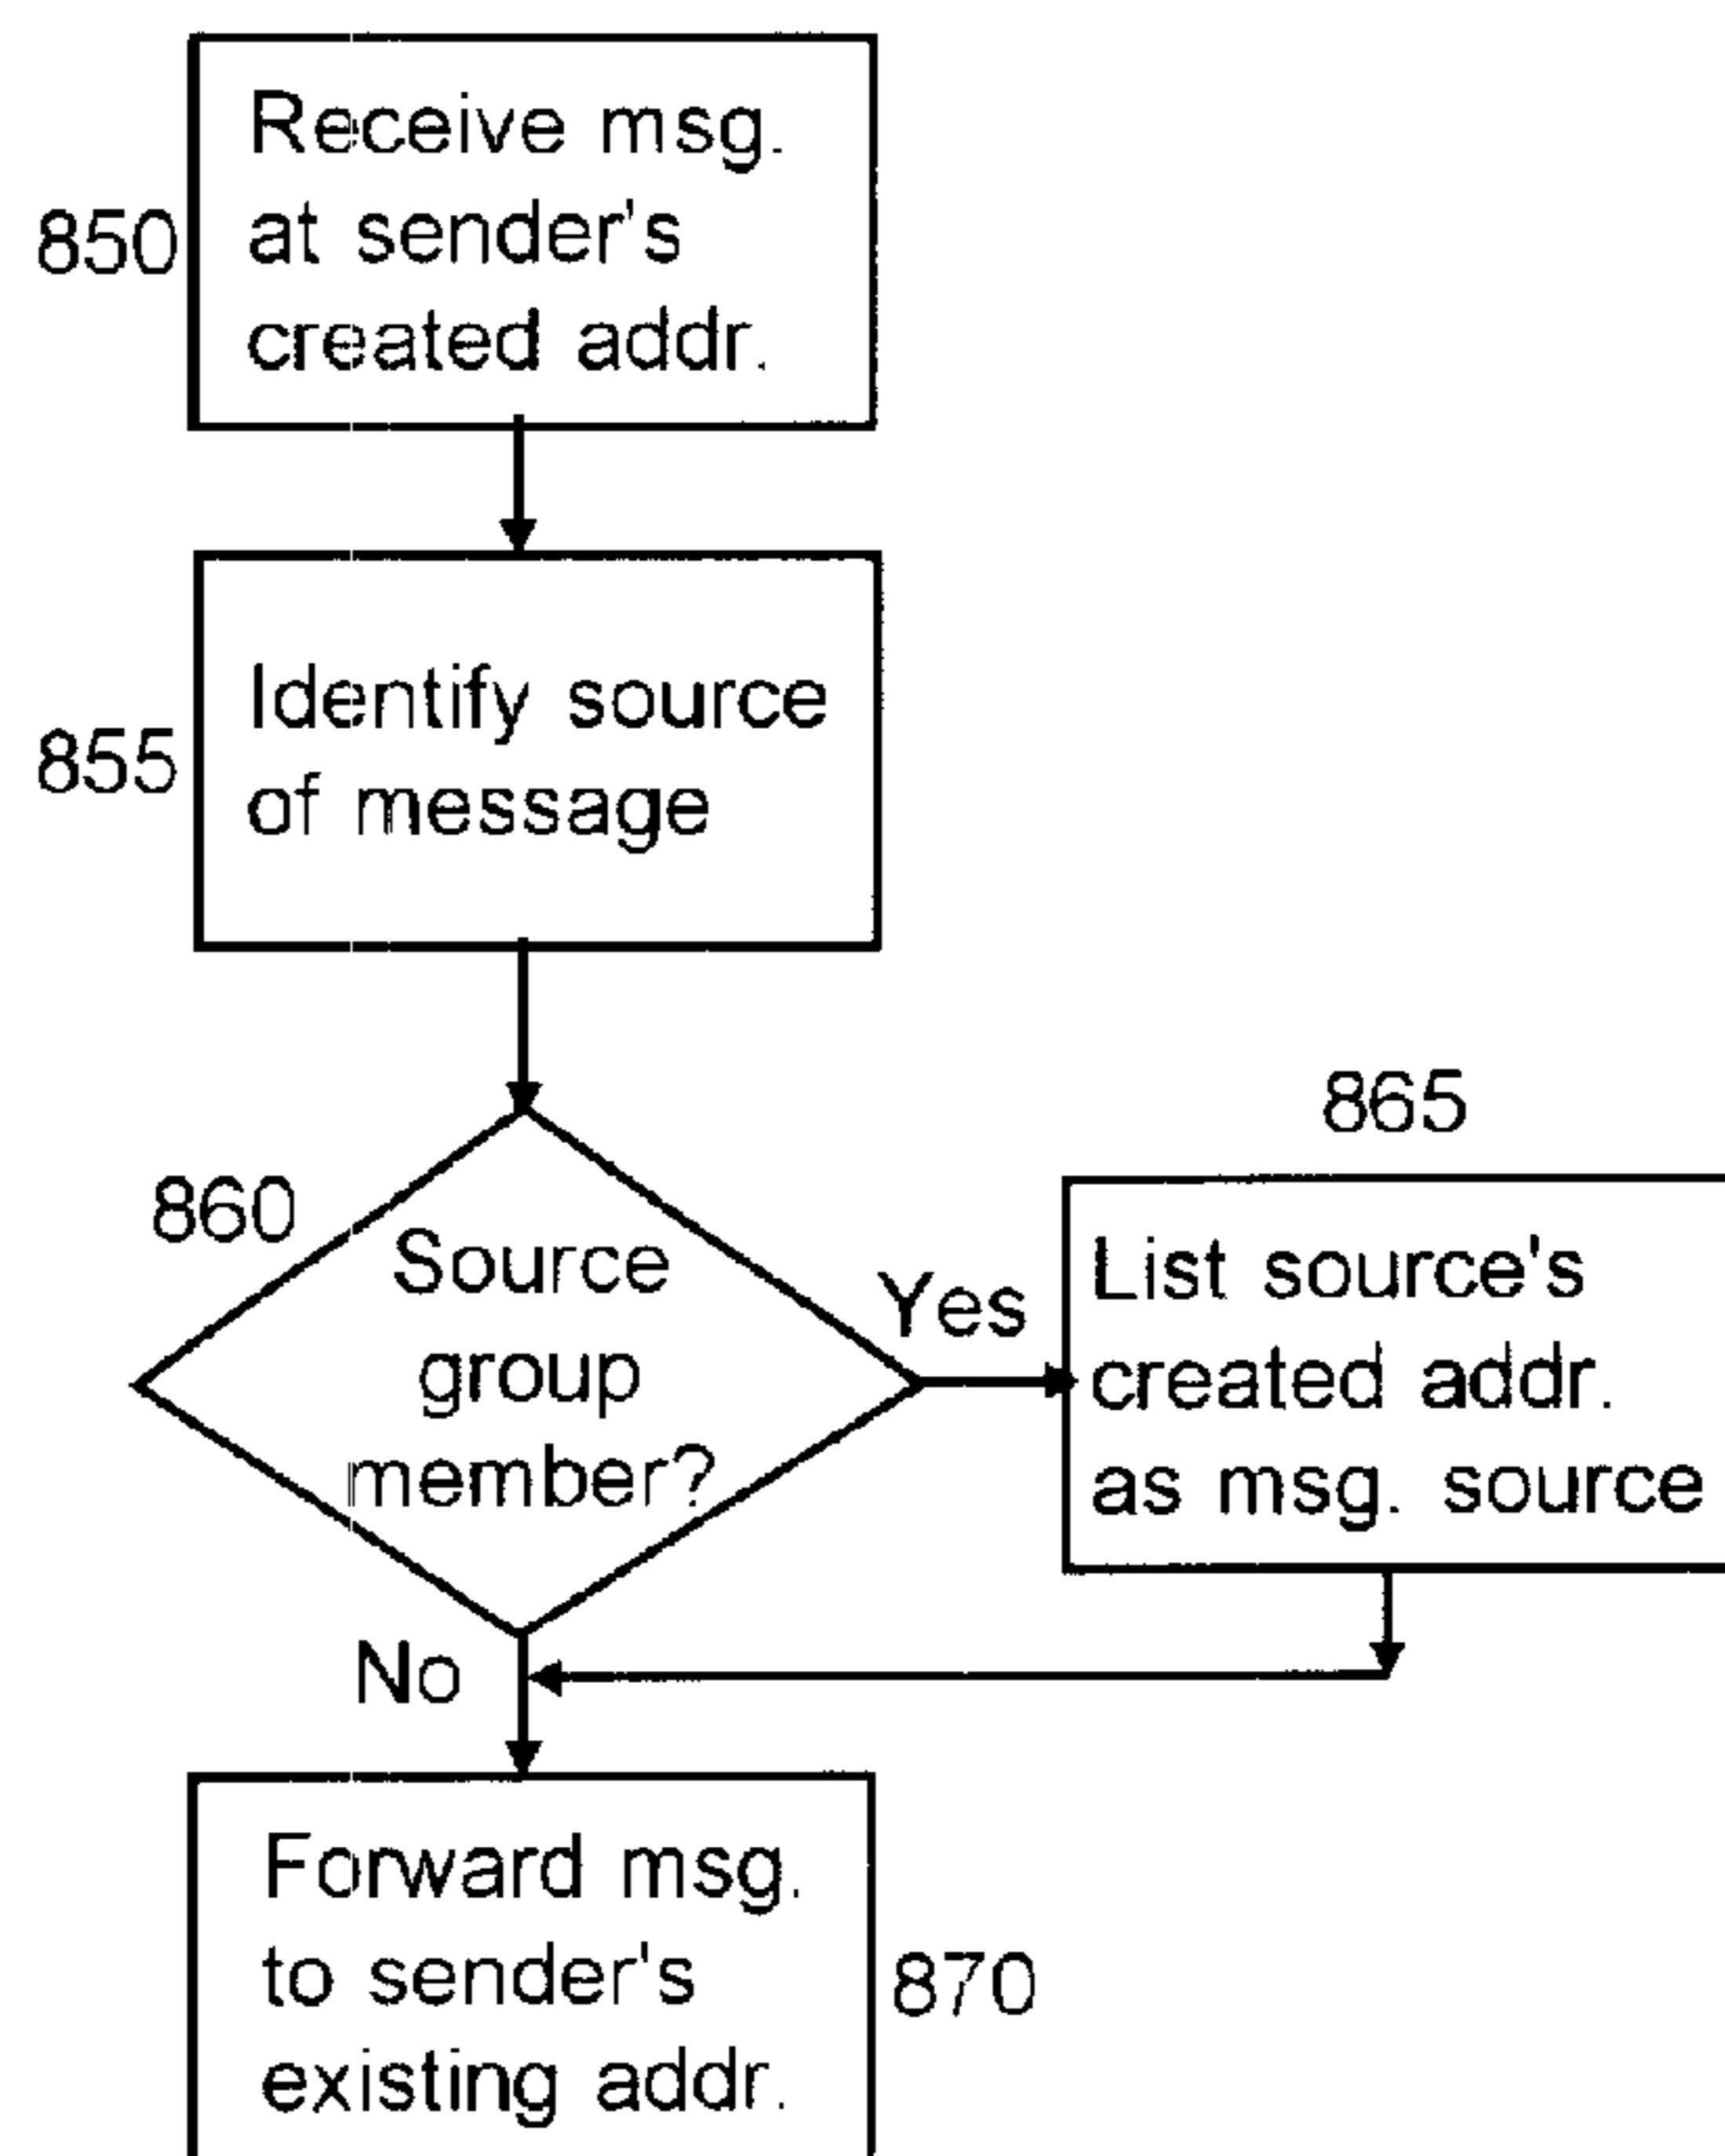 Receive msg.
at sender's
created addr.
850
Identify source
of message
855
860
Source
group
member?
Yes
865
List source's
created addr.
as msg. source
No
Forward msg.
to sender's
existing addr.
870